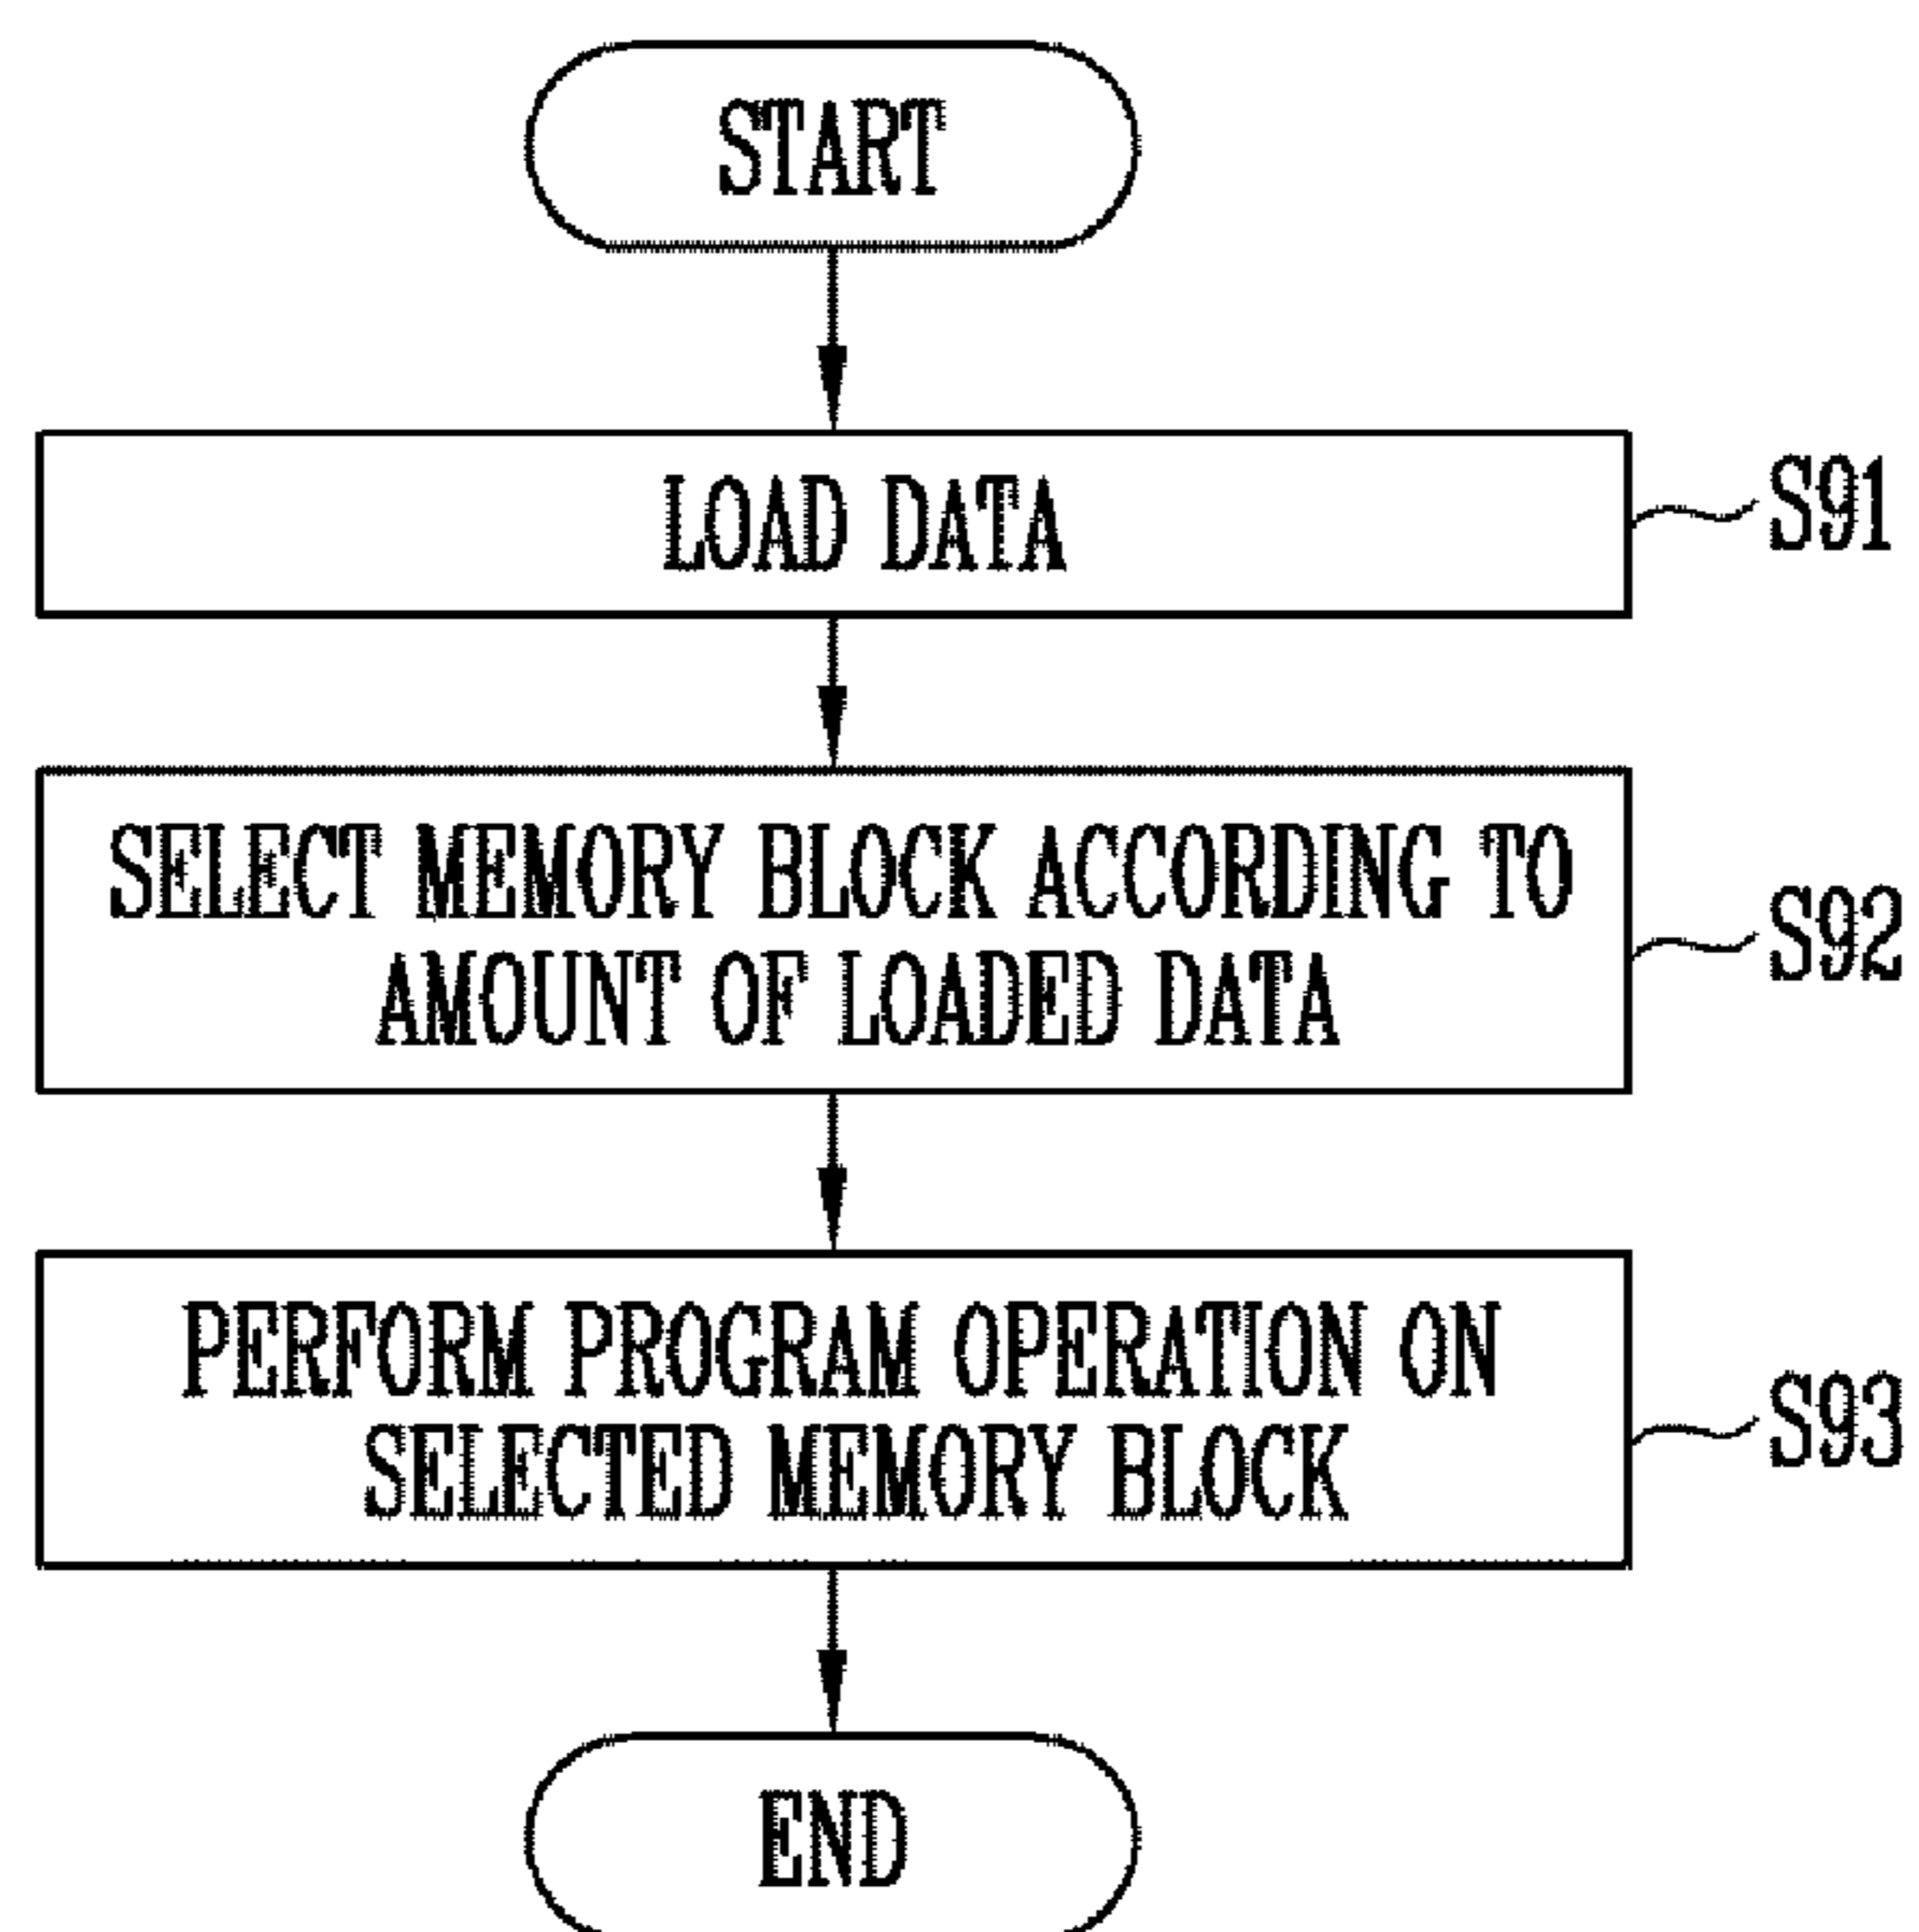 START
LOAD DATA
S91
SELECT MEMORY BLOCK ACCORDING TO
AMOUNT OF LOADED DATA
S92
PERFORM PROGRAM OPERATION ON
SELECTED MEMORY BLOCK
S93
END